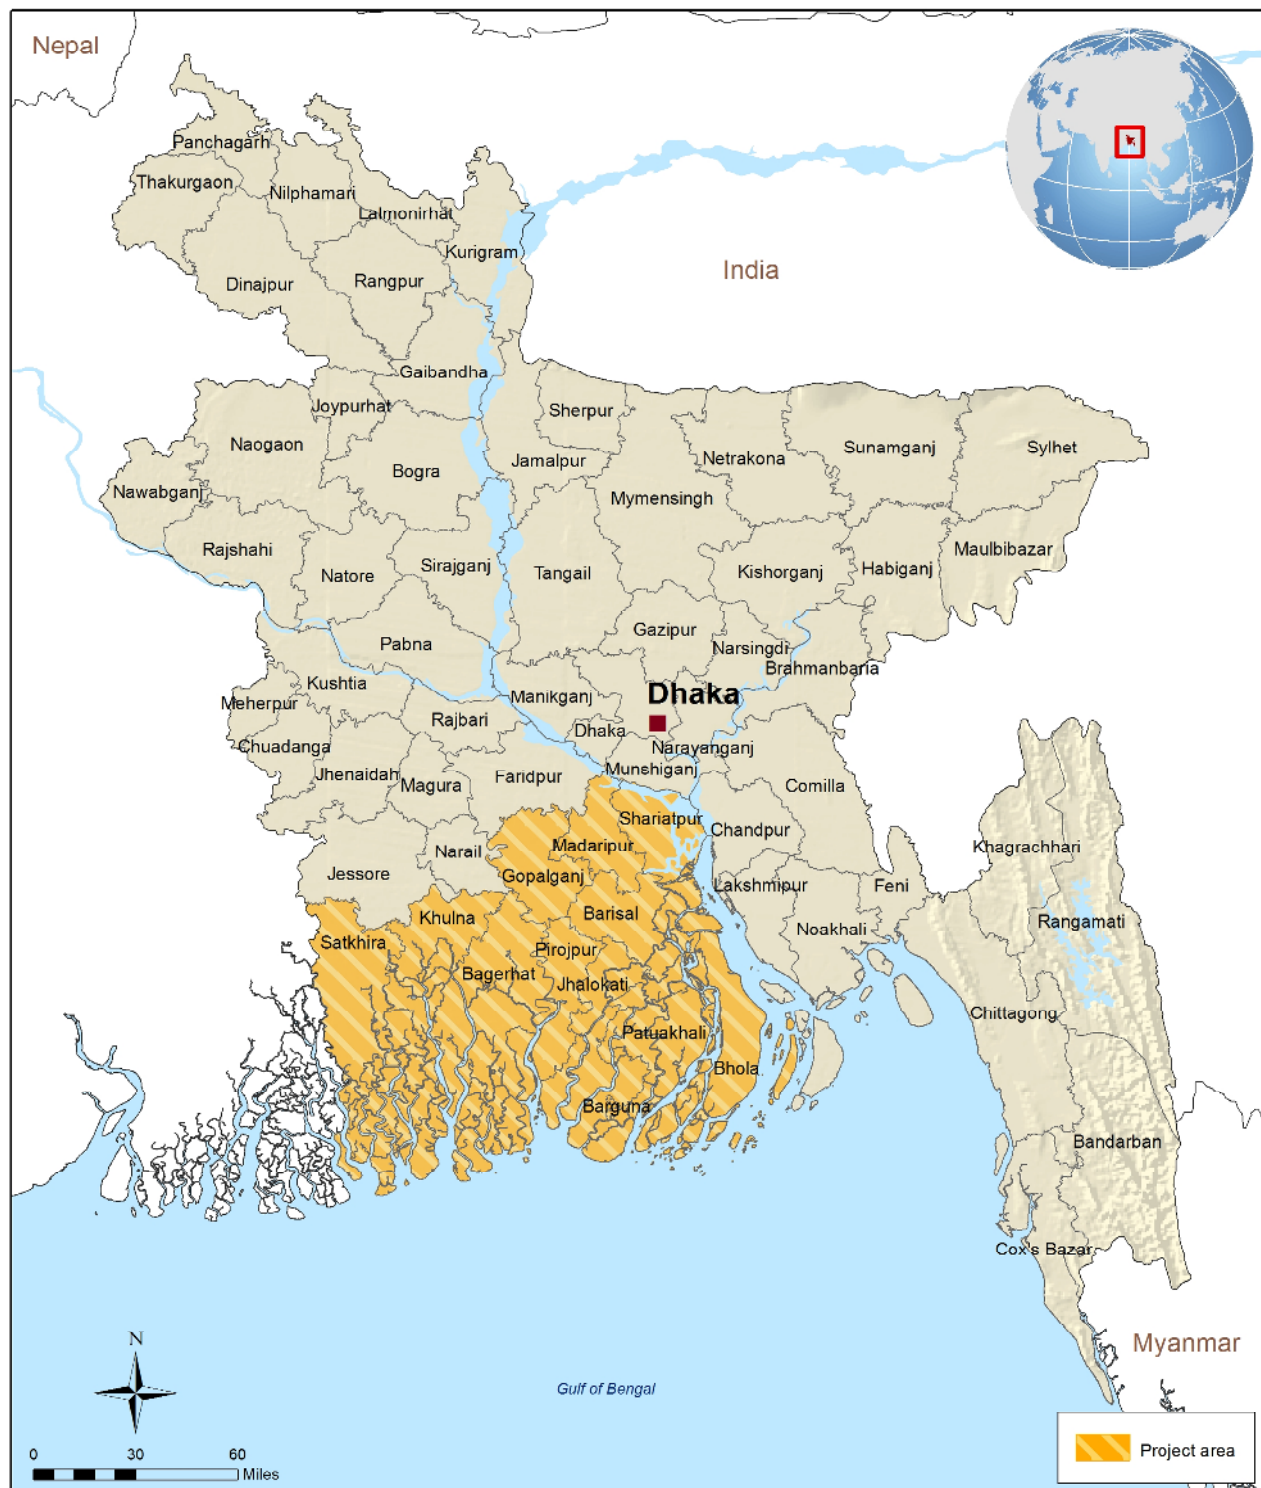 Nepal
Panchagarh
Thakurgaon
Nilphamari
Lalmonirhat
Kurigram
India
Dinajpur
Rangpur
Gaibandha
Joypurhat
Sherpur
Naogaon
Bogra
Jamalpur
Netrakona
Sunamganj
Sylhet
Nawabganj
Mymensingh
Rajshahi
Natore
Sirajganj
Tangail
Kishorganj
Habiganj
Maulbibazar
Pabna
Gazipur
Narsingdi
Brahmanbaria
Kushtia
Meherpur
Manikganj
Dhaka
Rajbari
Dhaka
Chuadanga
Narayanganj
Jhenaidah
Magura
Faridpur
Munshiganj
Comilla
Shariatpur
Chandpur
Madaripur
Khagrachhari
Narail
Jessore
Gopalganj
Lakshmipur
Feni
Khulna
Barisal
Noakhali
Rangamati
Satkhira
Pirojpur
Bagerhat
Jhalokati
Chittagong
Patuakhali
Bhola
Barguna
Bandarban
Cox's Bazar
N
Myanmar
Gulf of Bengal
0 30 60
Miles
Project area